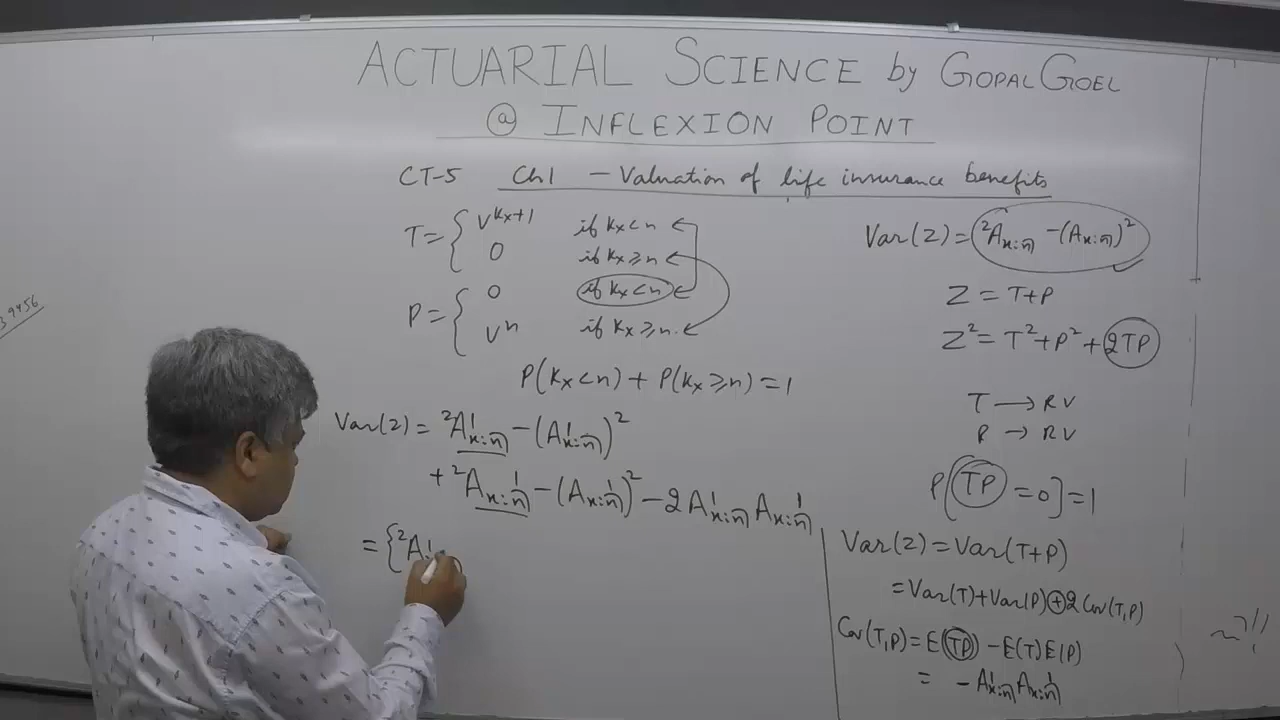 ACTUARIAL SCIENCE by GOPAL GOEL
@ INFLEXION POINT
CT-5 Ch1 – Valuation of life insurance benefits
T = { v^(Kx+1) if Kx < n
0 if Kx ≥ n
P = { 0 if Kx < n
v^n if Kx ≥ n.
P(Kx < n) + P(Kx ≥ n) = 1
Var(Z) = ²A¹x:n̅| − (A¹x:n̅|)²
+ ²Ax:n̅|¹ − (Ax:n̅|¹)² − 2A¹x:n̅| Ax:n̅|¹
= { ²A¹
Var(Z) = ²Ax:n̅| − (Ax:n̅|)²
Z = T+P
Z² = T² + P² + 2TP
T → RV
P → RV
P[TP = 0] = 1
Var(Z) = Var(T+P)
= Var(T) + Var(P) + 2 Cov(T,P)
Cov(T,P) = E(TP) − E(T)E(P)
= − A¹x:n̅| Ax:n̅|¹